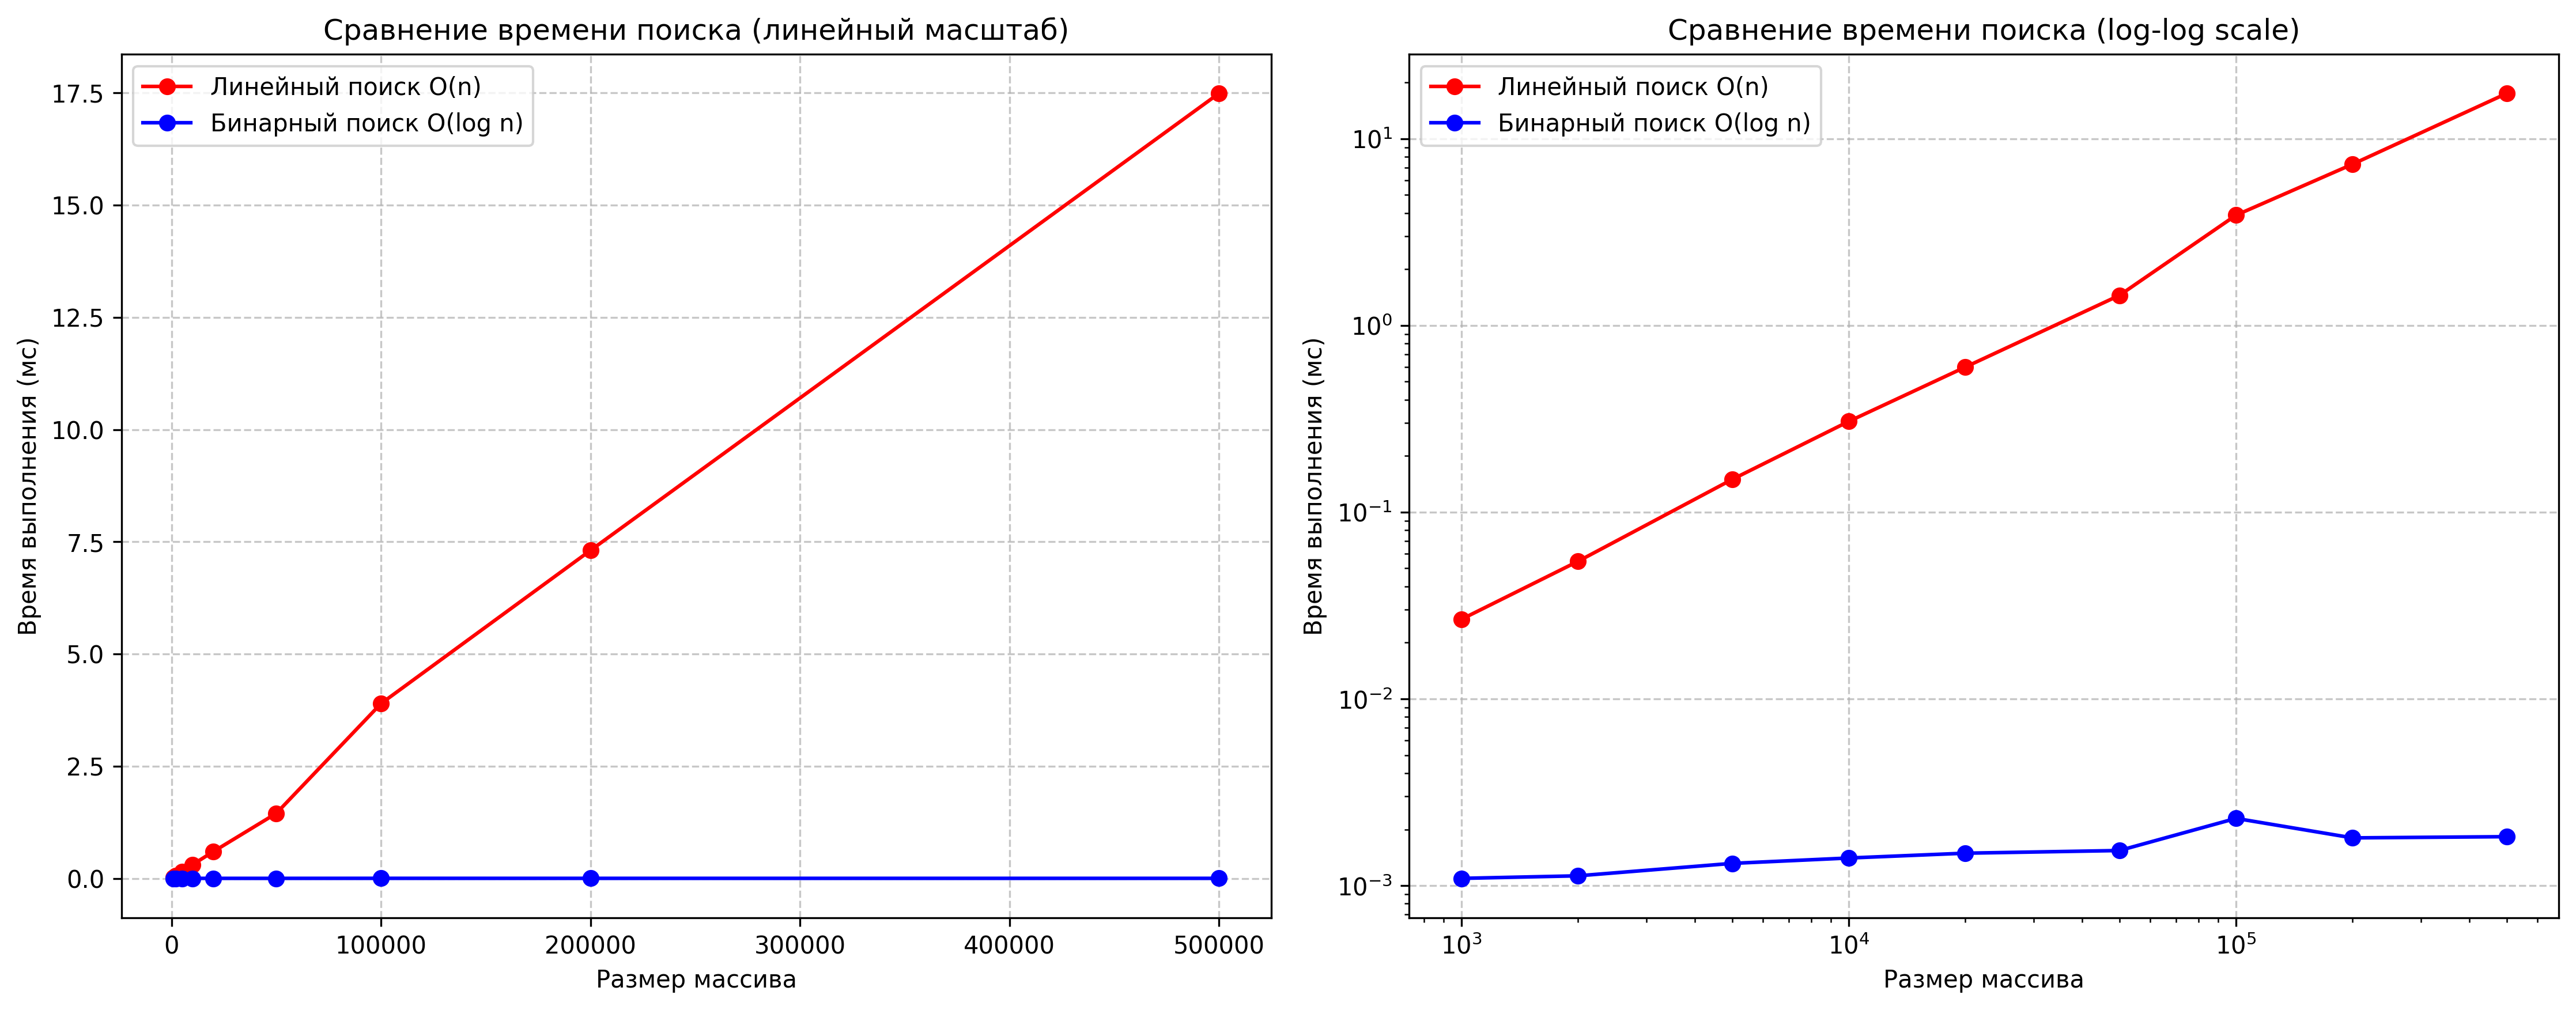 Сравнение времени поиска (линейный масштаб)
Линейный поиск O(n)
Бинарный поиск O(log n)
Время выполнения (мс)
17.5
15.0
12.5
10.0
7.5
5.0
2.5
0.0
0 100000 200000 300000 400000 500000
Размер массива
Сравнение времени поиска (log-log scale)
Линейный поиск O(n)
Бинарный поиск O(log n)
Время выполнения (мс)
10¹
10⁰
10⁻¹
10⁻²
10⁻³
10³ 10⁴ 10⁵
Размер массива